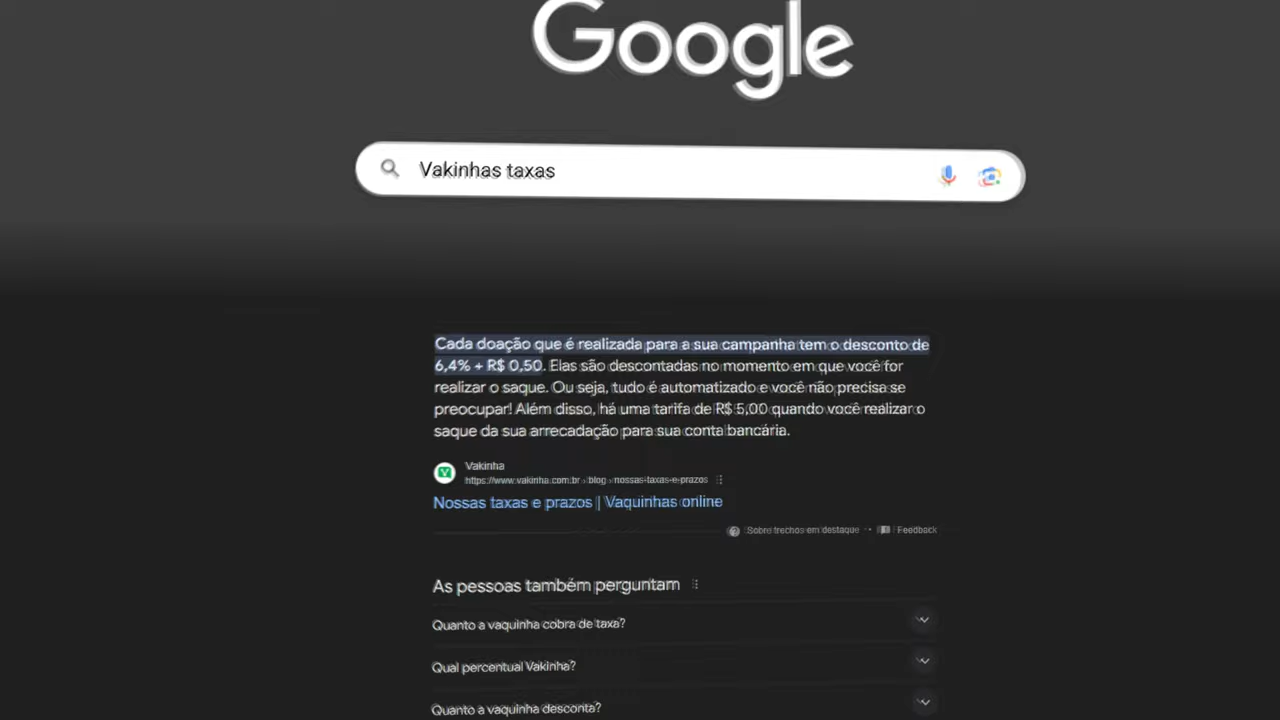 Google
Vakinhas taxas
Cada doação que é realizada para a sua campanha tem o desconto de
6,4% + R$ 0,50. Elas são descontadas no momento em que você for
realizar o saque. Ou seja, tudo é automatizado e você não precisa se
preocupar! Além disso, há uma tarifa de R$ 5,00 quando você realizar o
saque da sua arrecadação para sua conta bancária.
Vakinha
https://www.vakinha.com.br › blog › nossas-taxas-e-prazos
Nossas taxas e prazos | Vaquinhas online
Sobre trechos em destaque • Feedback
As pessoas também perguntam
Quanto a vaquinha cobra de taxa?
Qual percentual Vakinha?
Quanto a vaquinha desconta?